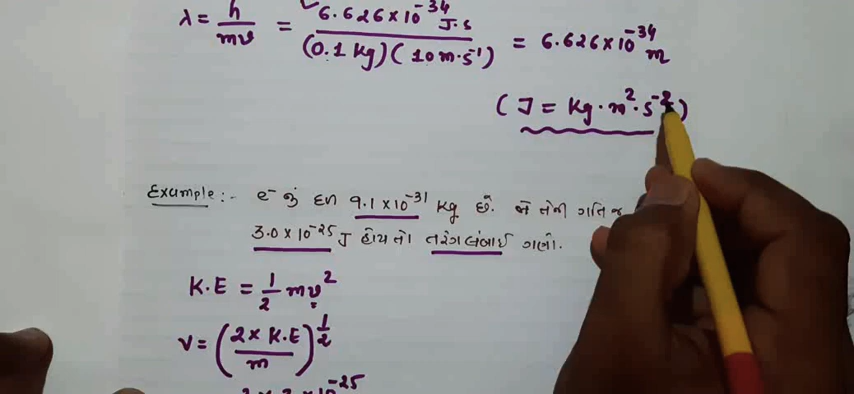 λ = h/mv = 6.626×10⁻³⁴ J.s / (0.1 kg)(10 m·s⁻¹) = 6.626×10⁻³⁴ m
(J = kg·m²·s⁻²)
Example:- e⁻ નું દળ 9.1×10⁻³¹ kg છે. જો તેની ગતિજ
3.0×10⁻²⁵ J હોય તો તરંગલંબાઈ ગણો.
K.E = 1/2 mv²
v = (2×K.E / m)^1/2
10⁻²⁵